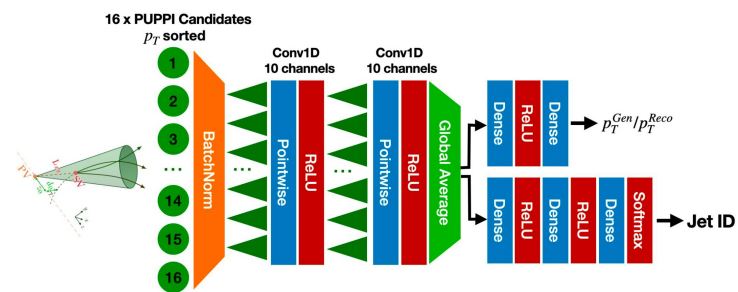 16 x PUPPI Candidates
p_T sorted
1
2
3
...
14
15
16
PV
SV
BatchNorm
...
Conv1D
10 channels
Pointwise
ReLU
...
Conv1D
10 channels
Pointwise
ReLU
Global Average
Dense
ReLU
Dense
p_T^{Gen}/p_T^{Reco}
Dense
ReLU
Dense
ReLU
Dense
Softmax
Jet ID